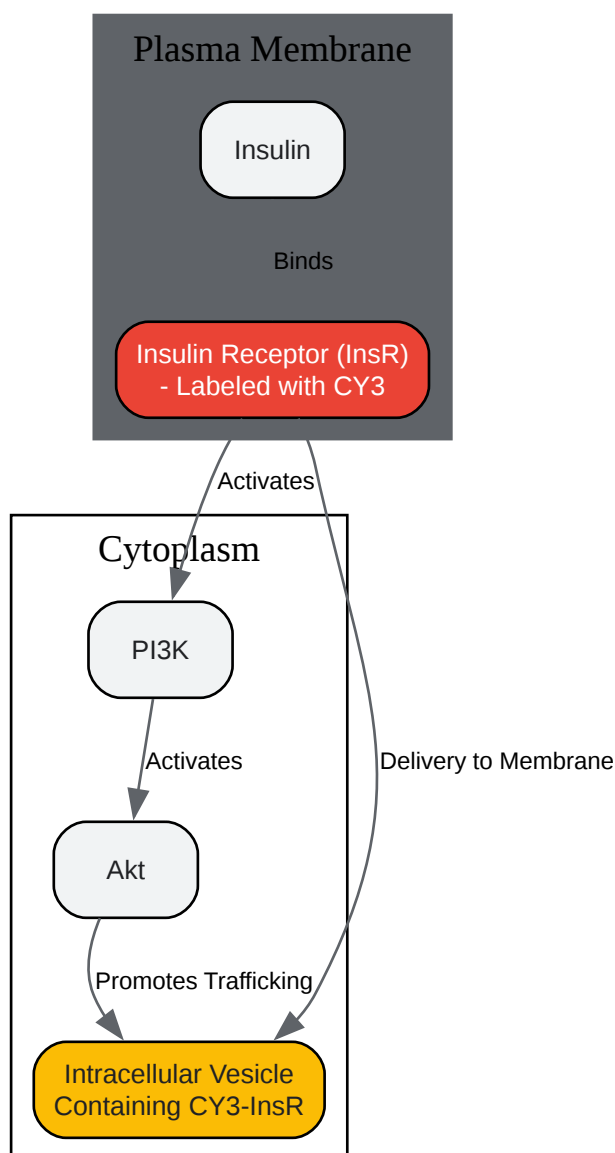 Plasma Membrane
Insulin
Binds
Insulin Receptor (InsR)
- Labeled with CY3
Activates
Cytoplasm
PI3K
Activates
Delivery to Membrane
Akt
Promotes Trafficking
Intracellular Vesicle
Containing CY3-InsR